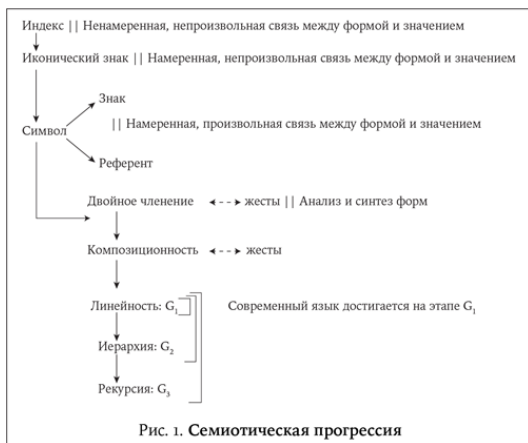 Индекс || Ненамеренная, непроизвольная связь между формой и значением
Иконический знак || Намеренная, непроизвольная связь между формой и значением
Знак
|| Намеренная, произвольная связь между формой и значением
Символ
Референт
Двойное членение жесты || Анализ и синтез форм
Композиционность жесты
Линейность: G₁ Современный язык достигается на этапе G₁
Иерархия: G₂
Рекурсия: G₃
Рис. 1. Семиотическая прогрессия